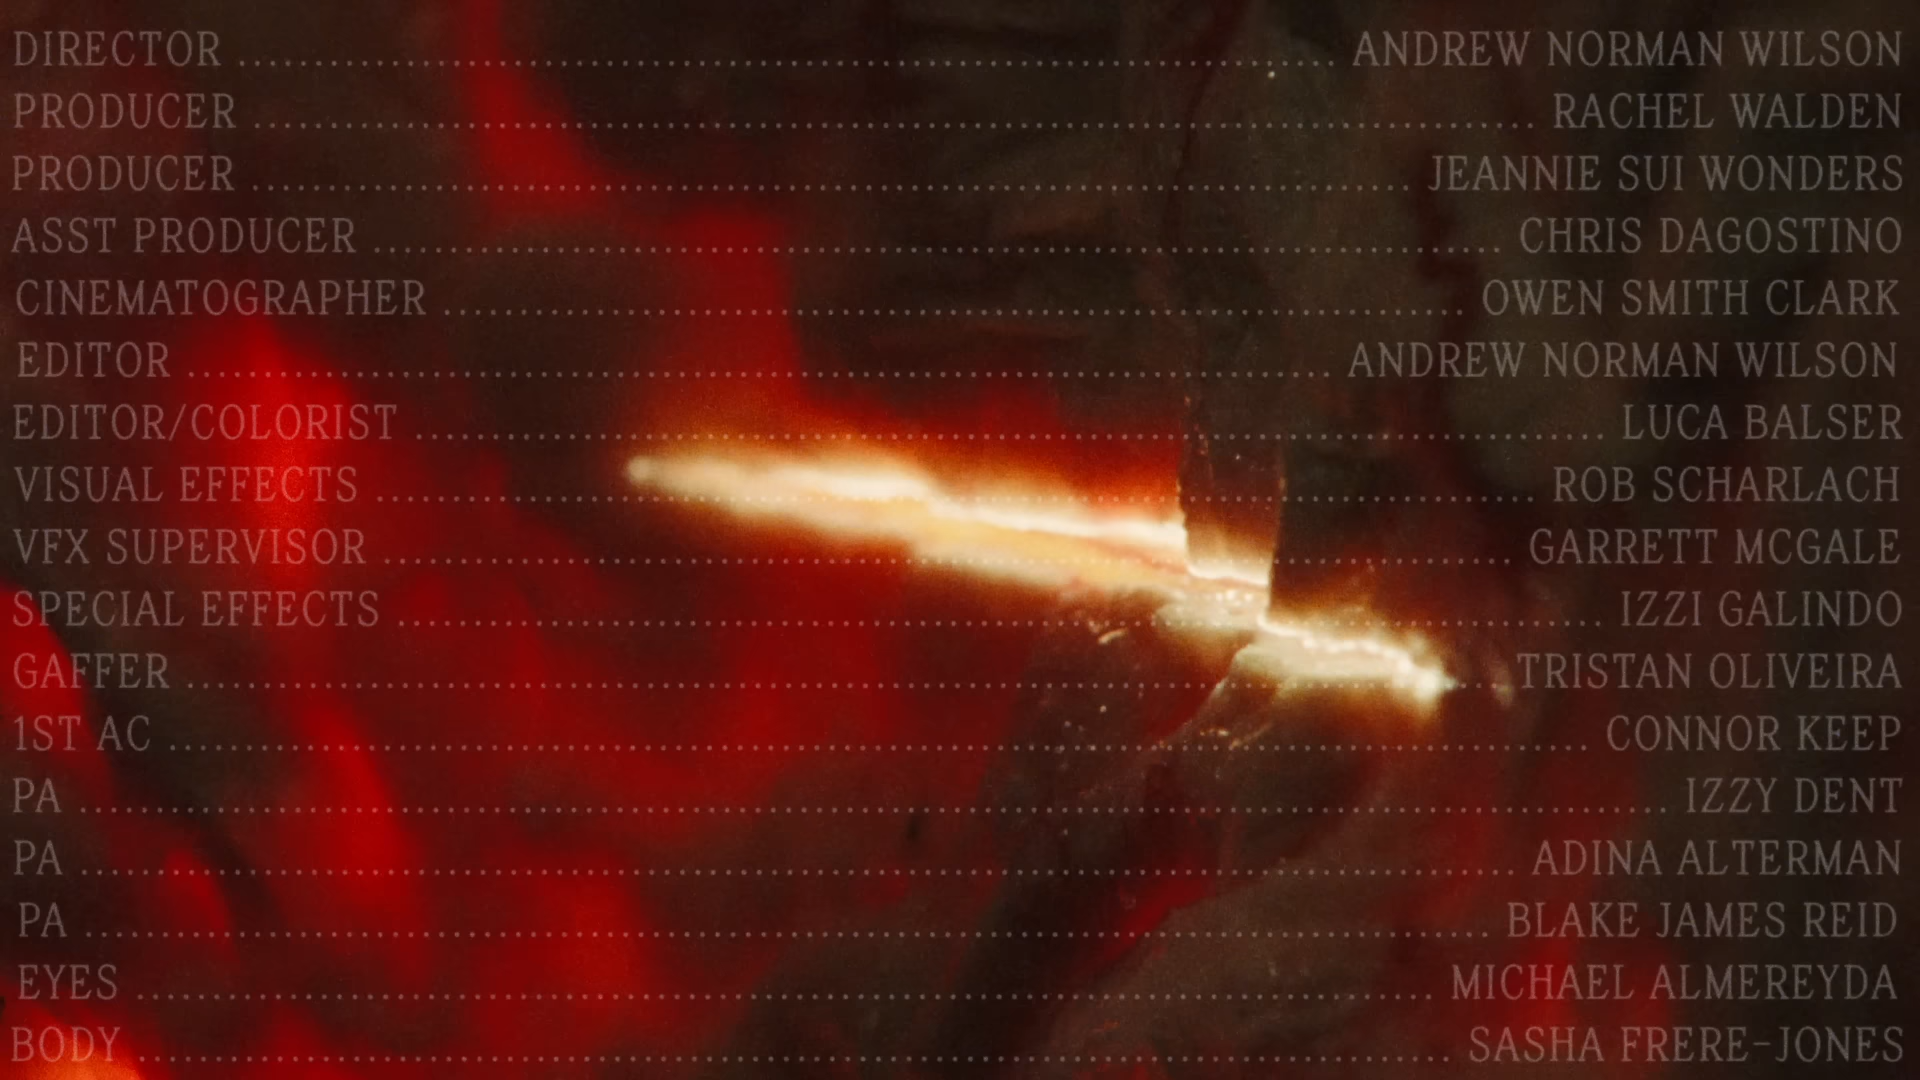 DIRECTOR ........ ANDREW NORMAN WILSON
PRODUCER ........ RACHEL WALDEN
PRODUCER ........ JEANNIE SUI WONDERS
ASST PRODUCER ........ CHRIS DAGOSTINO
CINEMATOGRAPHER ........ OWEN SMITH CLARK
EDITOR ........ ANDREW NORMAN WILSON
EDITOR/COLORIST ........ LUCA BALSER
VISUAL EFFECTS ........ ROB SCHARLACH
VFX SUPERVISOR ........ GARRETT MCGALE
SPECIAL EFFECTS ........ IZZI GALINDO
GAFFER ........ TRISTAN OLIVEIRA
1ST AC ........ CONNOR KEEP
PA ........ IZZY DENT
PA ........ ADINA ALTERMAN
PA ........ BLAKE JAMES REID
EYES ........ MICHAEL ALMEREYDA
BODY ........ SASHA FRERE-JONES